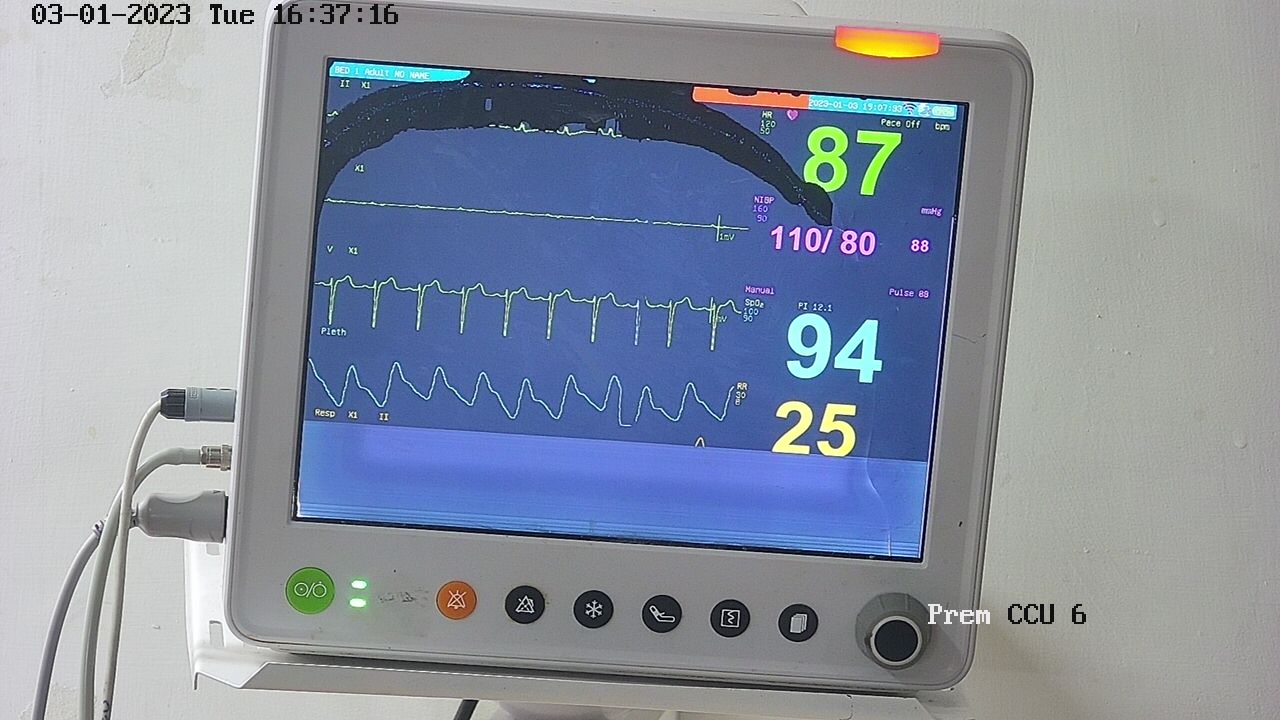 03-01-2023 Tue 16:37:16
BED 1 Adult NO NAME
2023-01-03 19:07:33
II X1
HR
120
50
Pace Off
bpm
87
X1
NIBP
160
90
mmHg
1mV
110/ 80
88
V X1
Manual
Pulse 88
SpO₂
100
90
PI 12.1
mV
94
Pleth
RR
30
8
25
Resp X1 II
Prem CCU 6